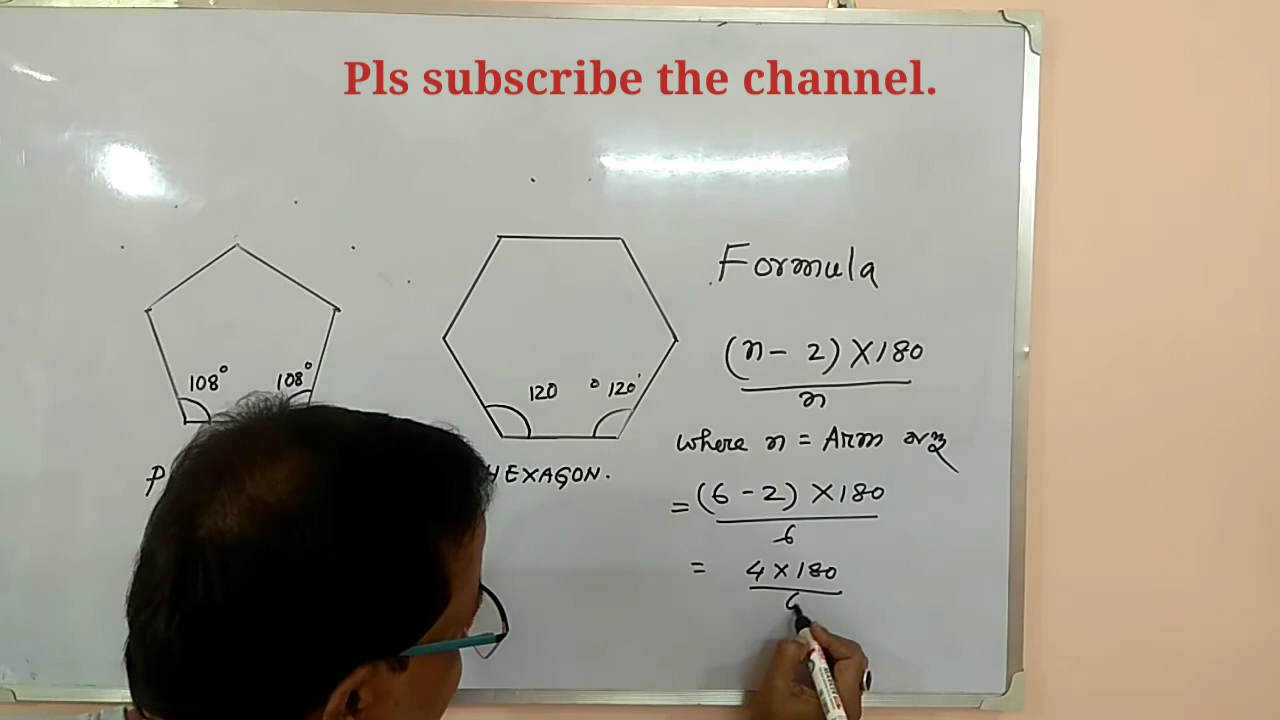 Pls subscribe the channel.
Formula
(n - 2) X 180
n
108° 108°
120 ° 120°
where n = Arm
HEXAGON.
= (6 - 2) X 180
6
= 4 X 180
6